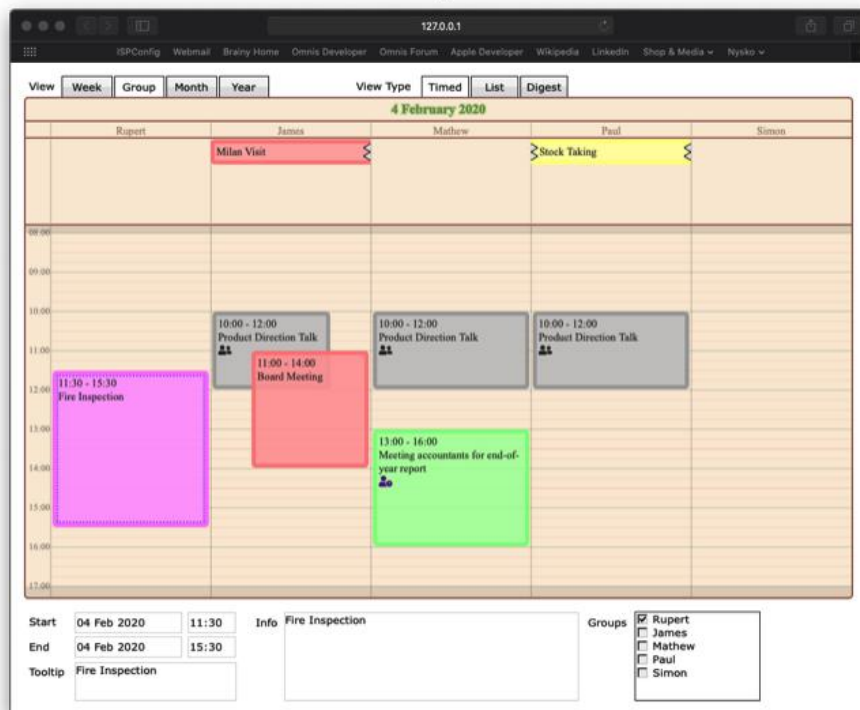 127.0.0.1
ISPConfig Webmail Brainy Home Omnis Developer Omnis Forum Apple Developer Wikipedia LinkedIn Shop & Media Nysko
View Week Group Month Year View Type Timed List Digest
4 February 2020
Rupert James Mathew Paul Simon
Milan Visit Stock Taking
08:00
09:00
10:00
10:00 - 12:00 10:00 - 12:00 10:00 - 12:00
Product Direction Talk Product Direction Talk Product Direction Talk
11:00
11:00 - 14:00
Board Meeting
11:30 - 15:30
12:00
Fire Inspection
13:00
13:00 - 16:00
Meeting accountants for end-of-
14:00
year report
15:00
16:00
17:00
Start 04 Feb 2020 11:30 Info Fire Inspection Groups Rupert
James
End 04 Feb 2020 15:30 Mathew
Paul
Tooltip Fire Inspection Simon